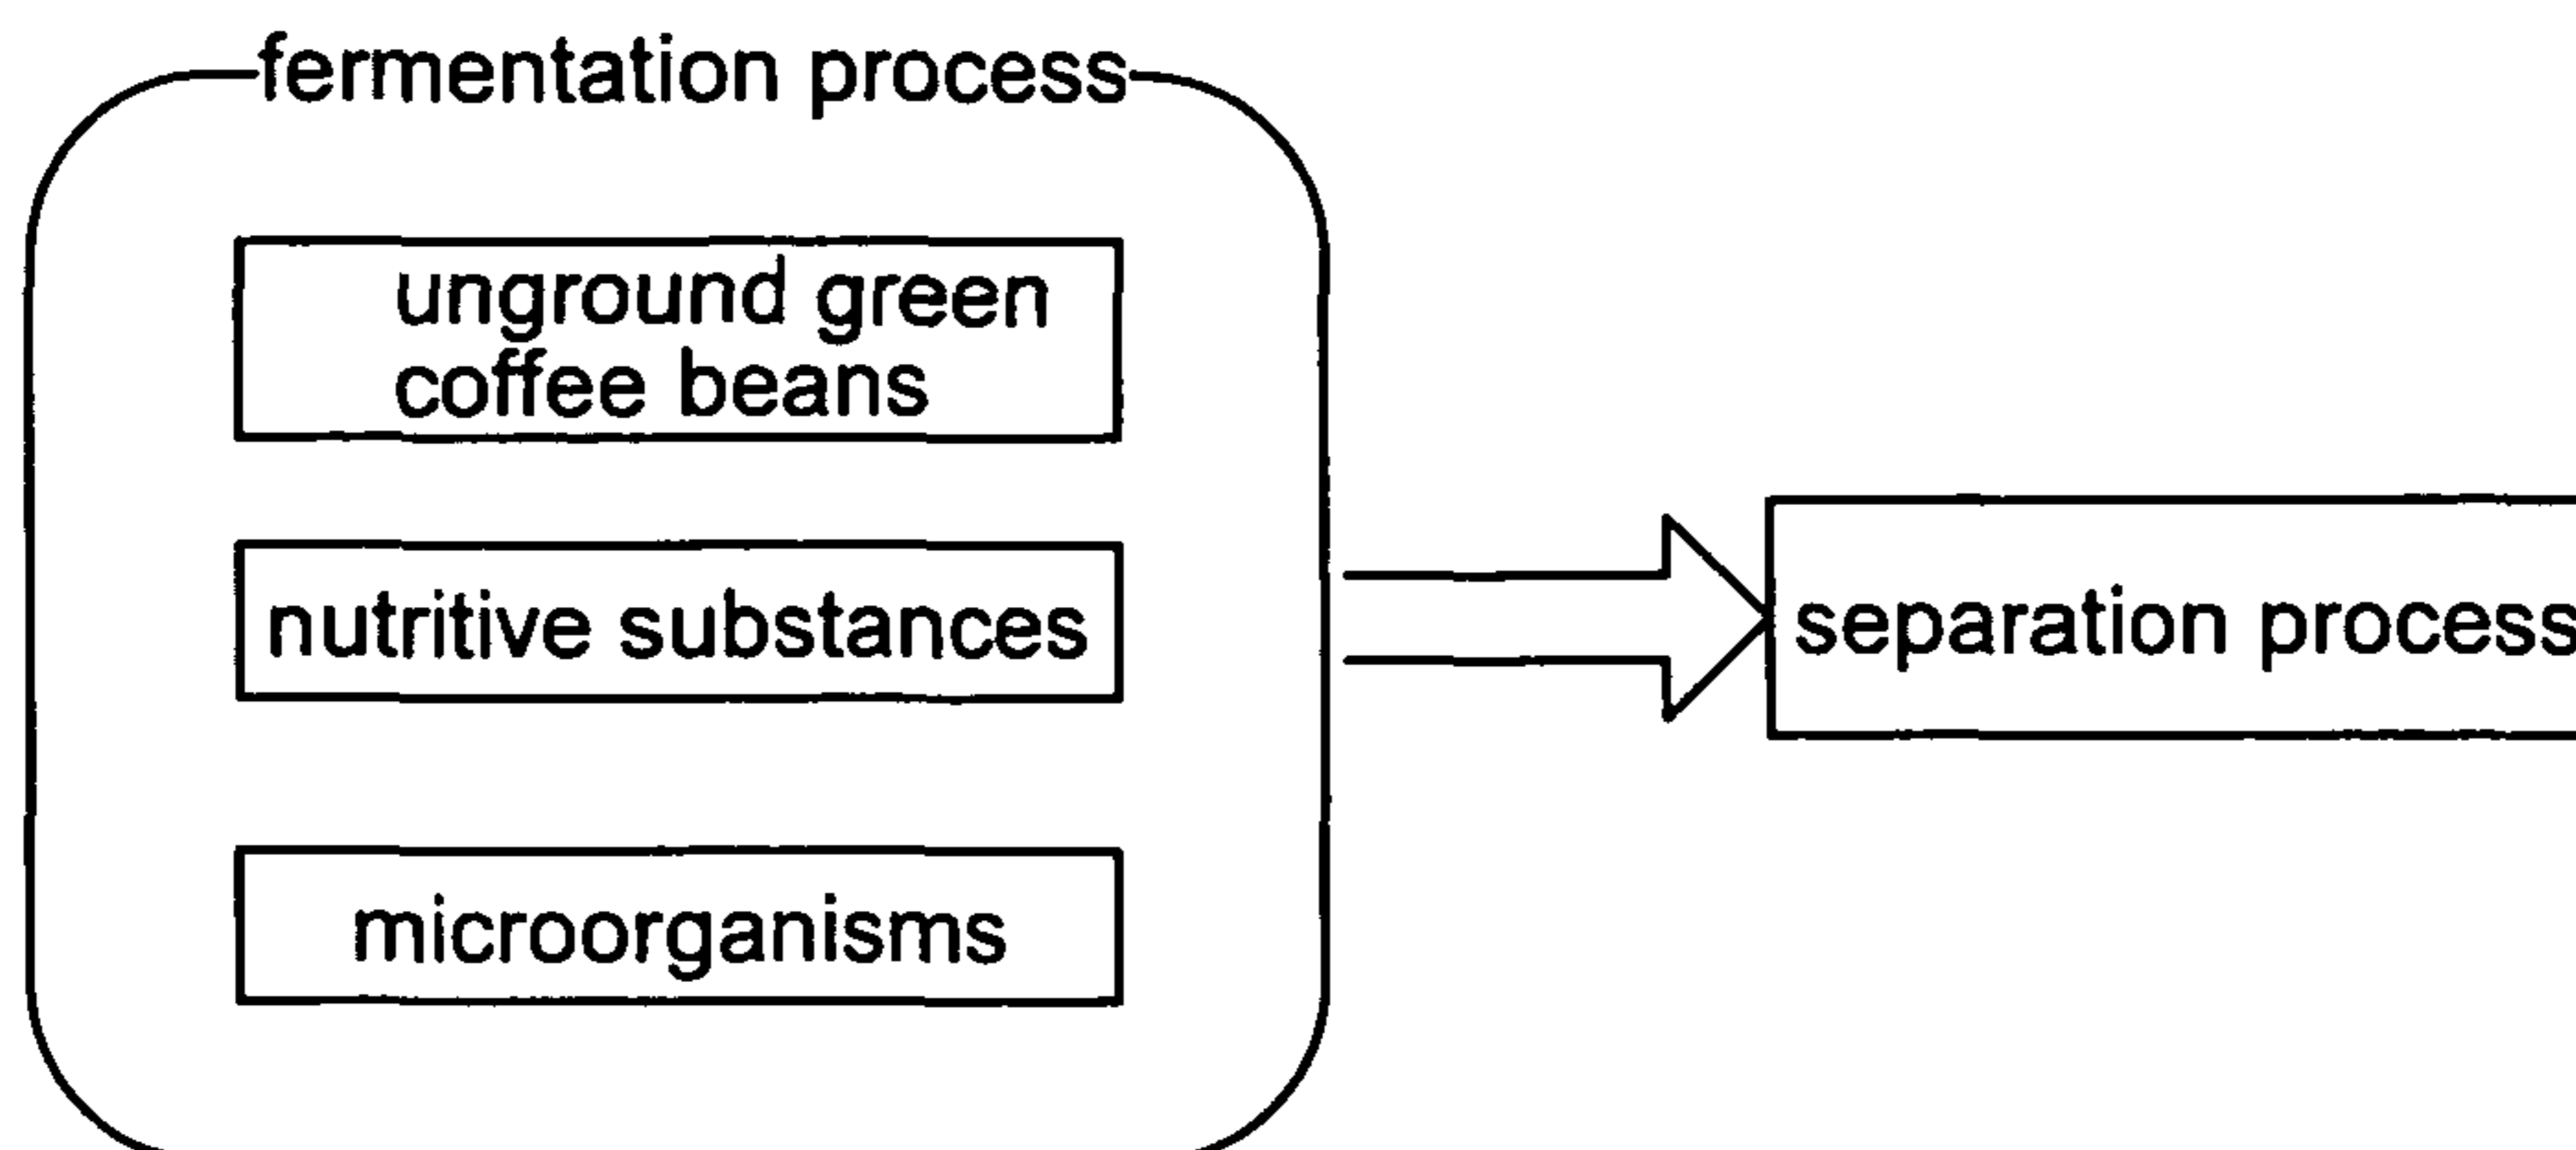 fermentation process
unground green
coffee beans
nutritive substances
separation process
microorganisms